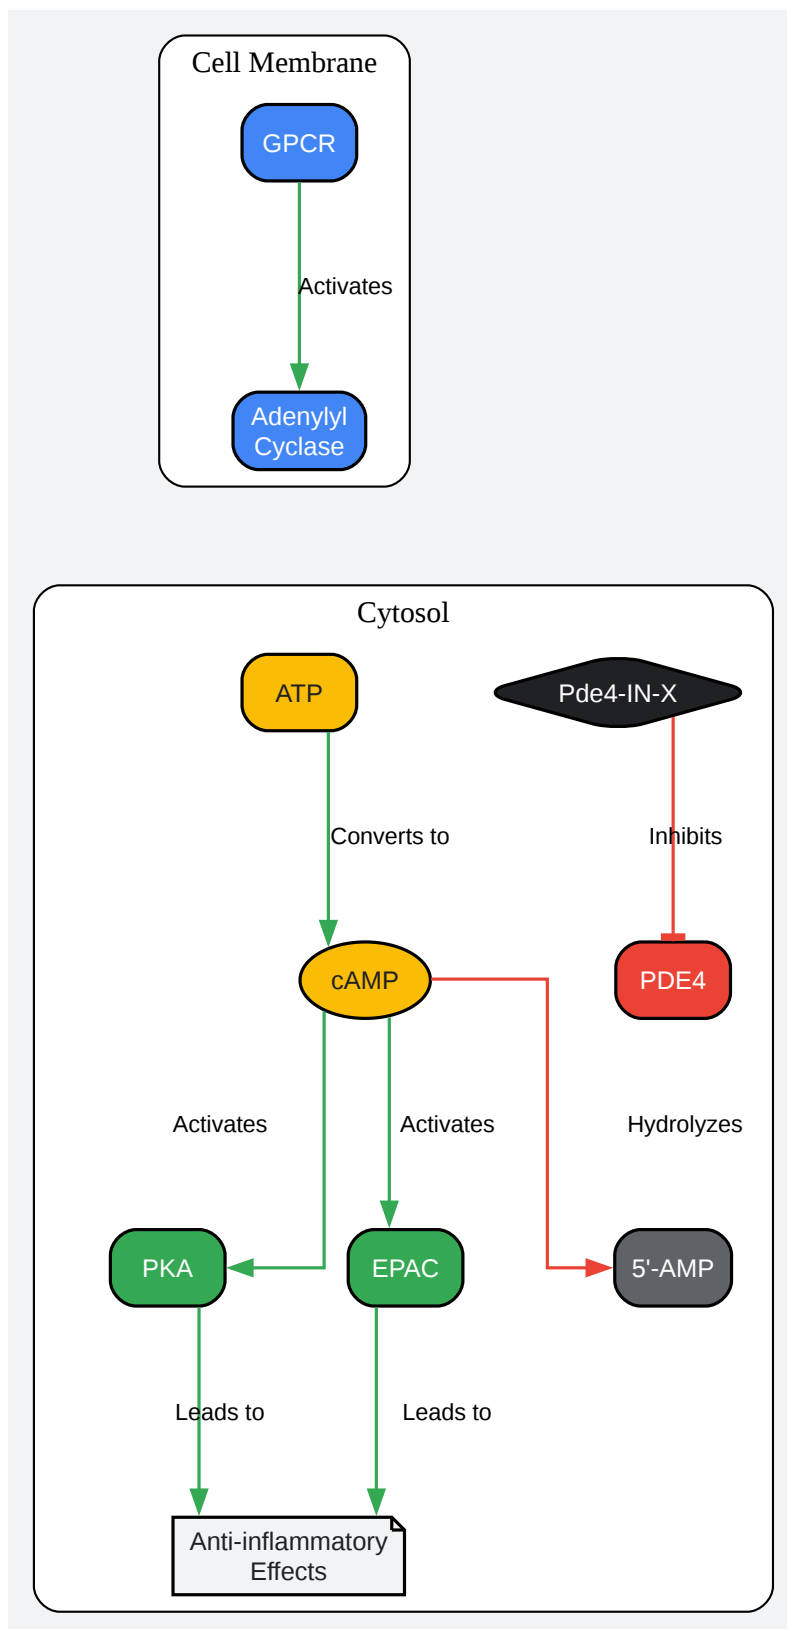 Cell Membrane
GPCR
Activates
Adenylyl
Cyclase
Cytosol
ATP
Pde4-IN-X
Converts to
Inhibits
cAMP
PDE4
Activates
Activates
Hydrolyzes
PKA
EPAC
5'-AMP
Leads to
Leads to
Anti-inflammatory
Effects